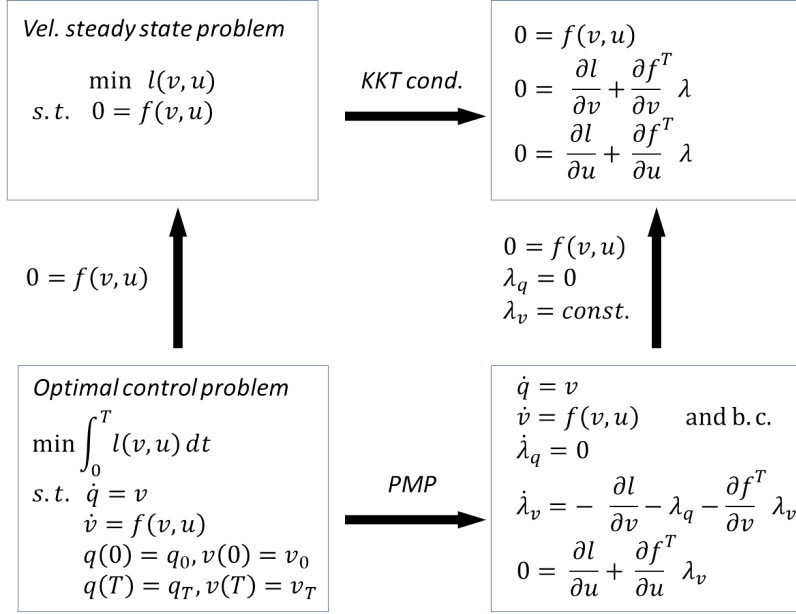 Vel. steady state problem
min l(v, u)
s.t. 0 = f(v, u)
KKT cond.
0 = f(v, u)
0 = ∂l/∂v + ∂f^T/∂v λ
0 = ∂l/∂u + ∂f^T/∂u λ
0 = f(v, u)
0 = f(v, u)
λ_q = 0
λ_v = const.
Optimal control problem
min ∫_0^T l(v, u) dt
s.t. q̇ = v
v̇ = f(v, u)
q(0) = q_0, v(0) = v_0
q(T) = q_T, v(T) = v_T
PMP
q̇ = v
v̇ = f(v, u) and b. c.
λ̇_q = 0
λ̇_v = − ∂l/∂v − λ_q − ∂f^T/∂v λ_v
0 = ∂l/∂u + ∂f^T/∂u λ_v